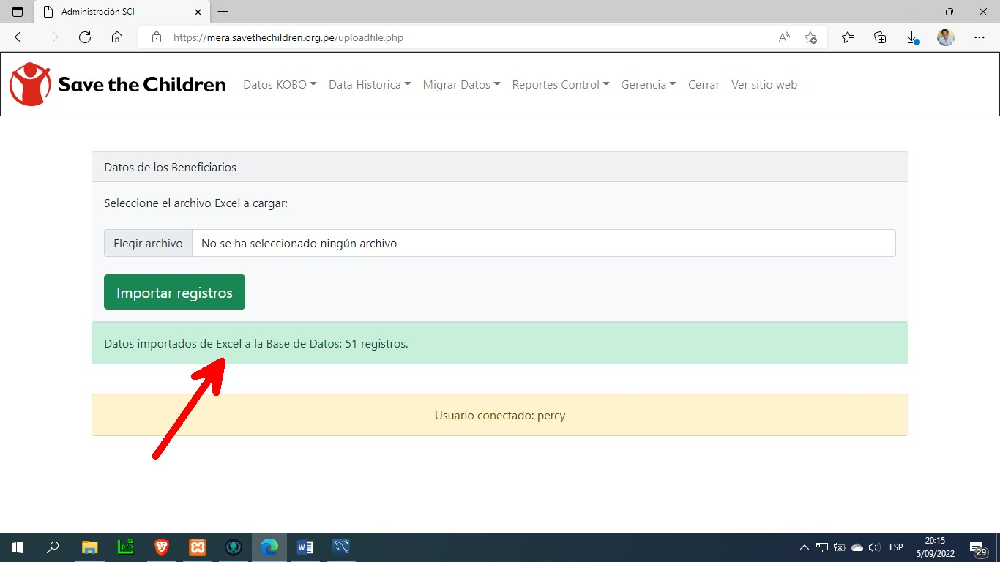 Administración SCI
https://mera.savethechildren.org.pe/uploadfile.php
Save the Children
Datos KOBO
Data Historica
Migrar Datos
Reportes Control
Gerencia
Cerrar
Ver sitio web
Datos de los Beneficiarios
Seleccione el archivo Excel a cargar:
Elegir archivo
No se ha seleccionado ningún archivo
Importar registros
Datos importados de Excel a la Base de Datos: 51 registros.
Usuario conectado: percy
ESP
20:15
5/09/2022
29